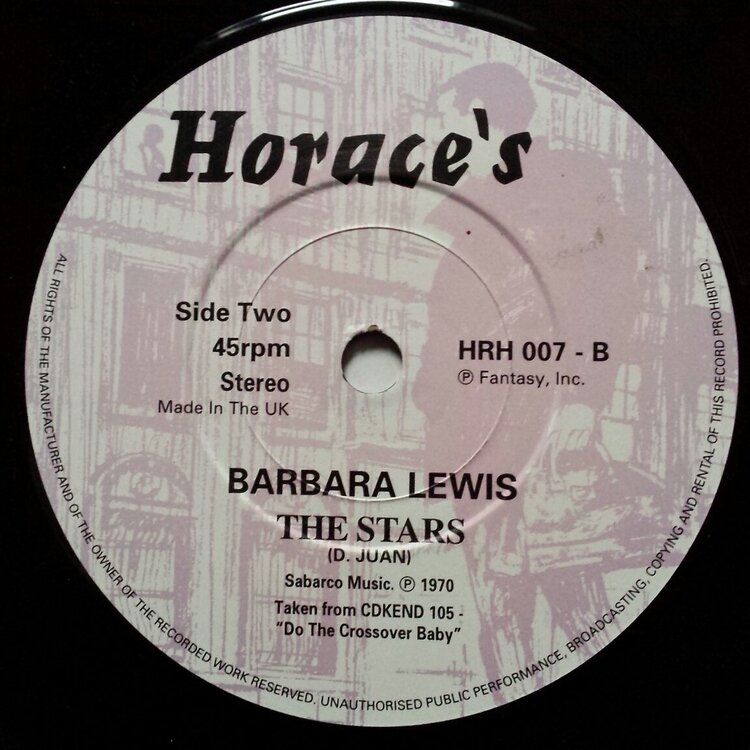 Horace's
Side Two
45rpm
Stereo
Made In The UK
HRH 007 - B
℗ Fantasy, Inc.
BARBARA LEWIS
THE STARS
(D. JUAN)
Sabarco Music. ℗ 1970
Taken from CDKEND 105 -
"Do The Crossover Baby"
ALL RIGHTS OF THE MANUFACTURER AND OF THE OWNER OF THE RECORDED WORK RESERVED. UNAUTHORISED PUBLIC PERFORMANCE, BROADCASTING, COPYING AND RENTAL OF THIS RECORD PROHIBITED.